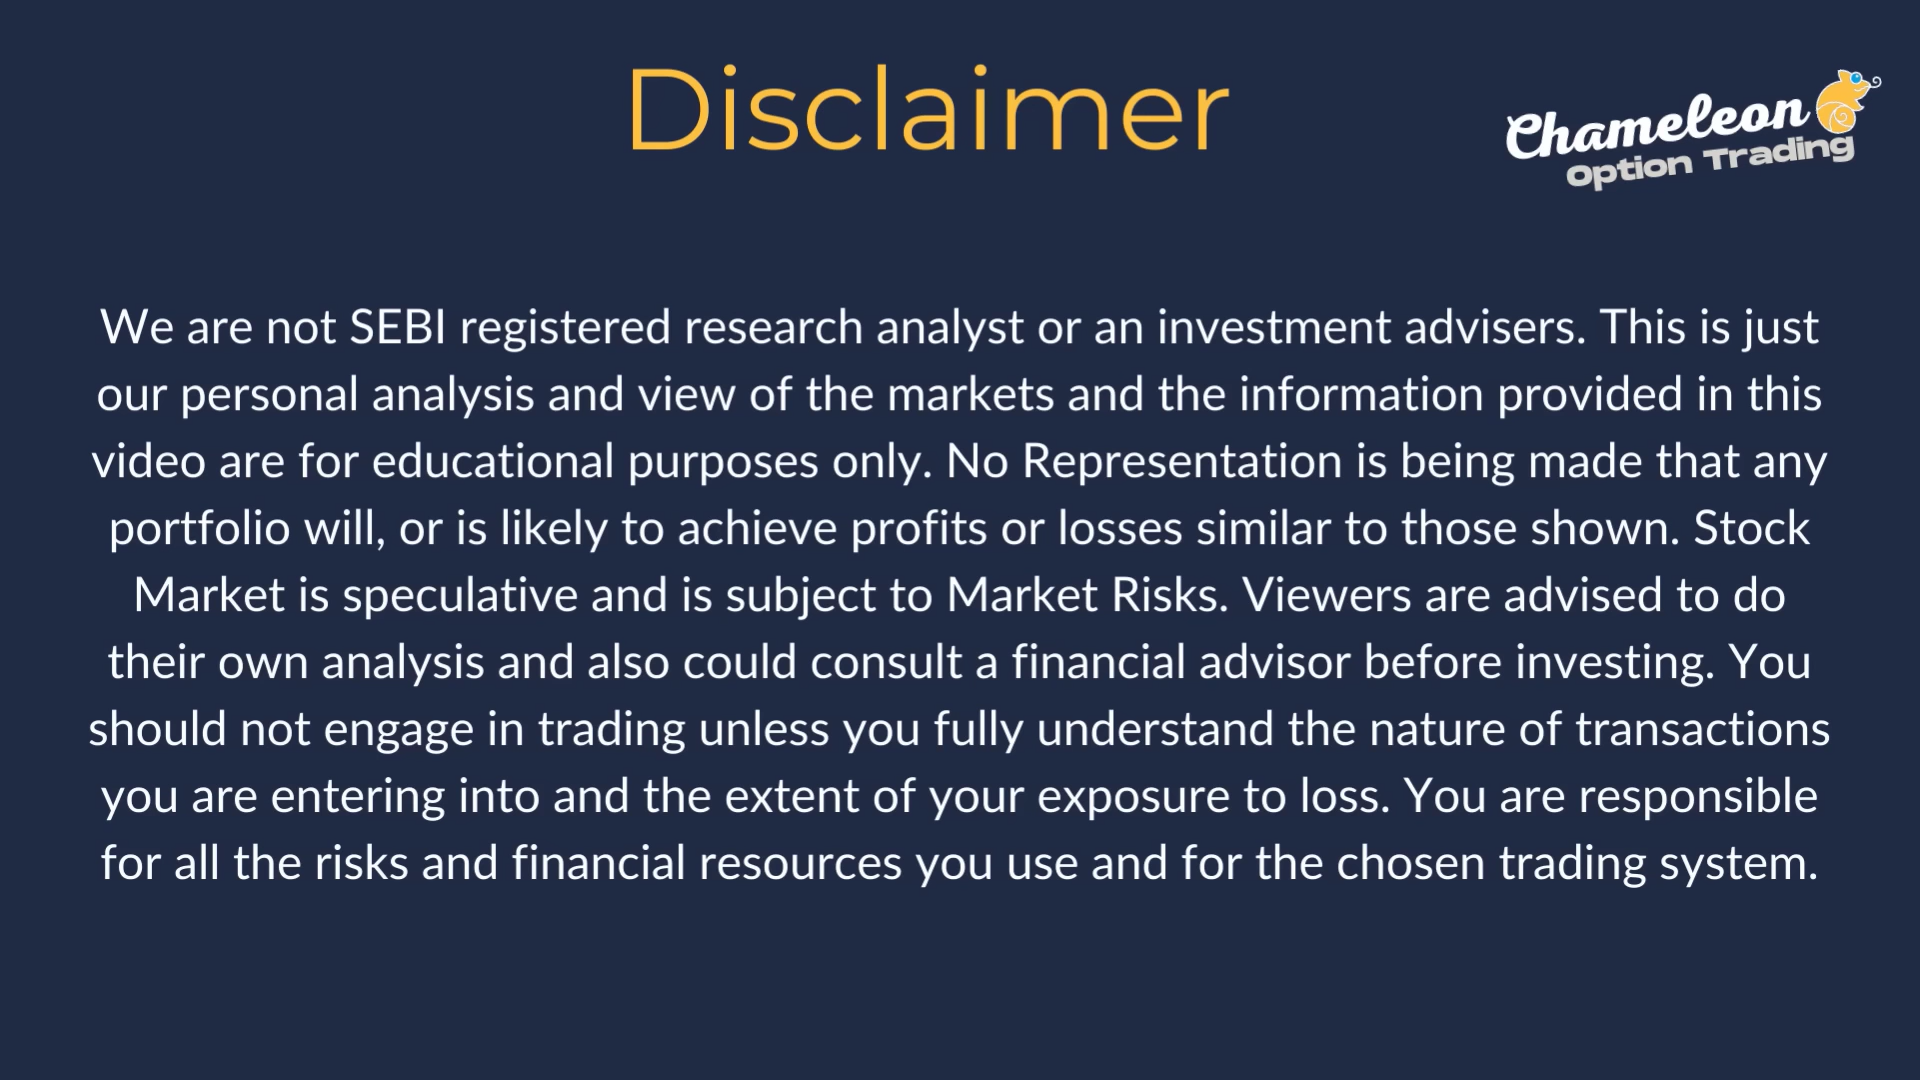 Disclaimer
Chameleon
Option Trading
We are not SEBI registered research analyst or an investment advisers. This is just
our personal analysis and view of the markets and the information provided in this
video are for educational purposes only. No Representation is being made that any
portfolio will, or is likely to achieve profits or losses similar to those shown. Stock
Market is speculative and is subject to Market Risks. Viewers are advised to do
their own analysis and also could consult a financial advisor before investing. You
should not engage in trading unless you fully understand the nature of transactions
you are entering into and the extent of your exposure to loss. You are responsible
for all the risks and financial resources you use and for the chosen trading system.